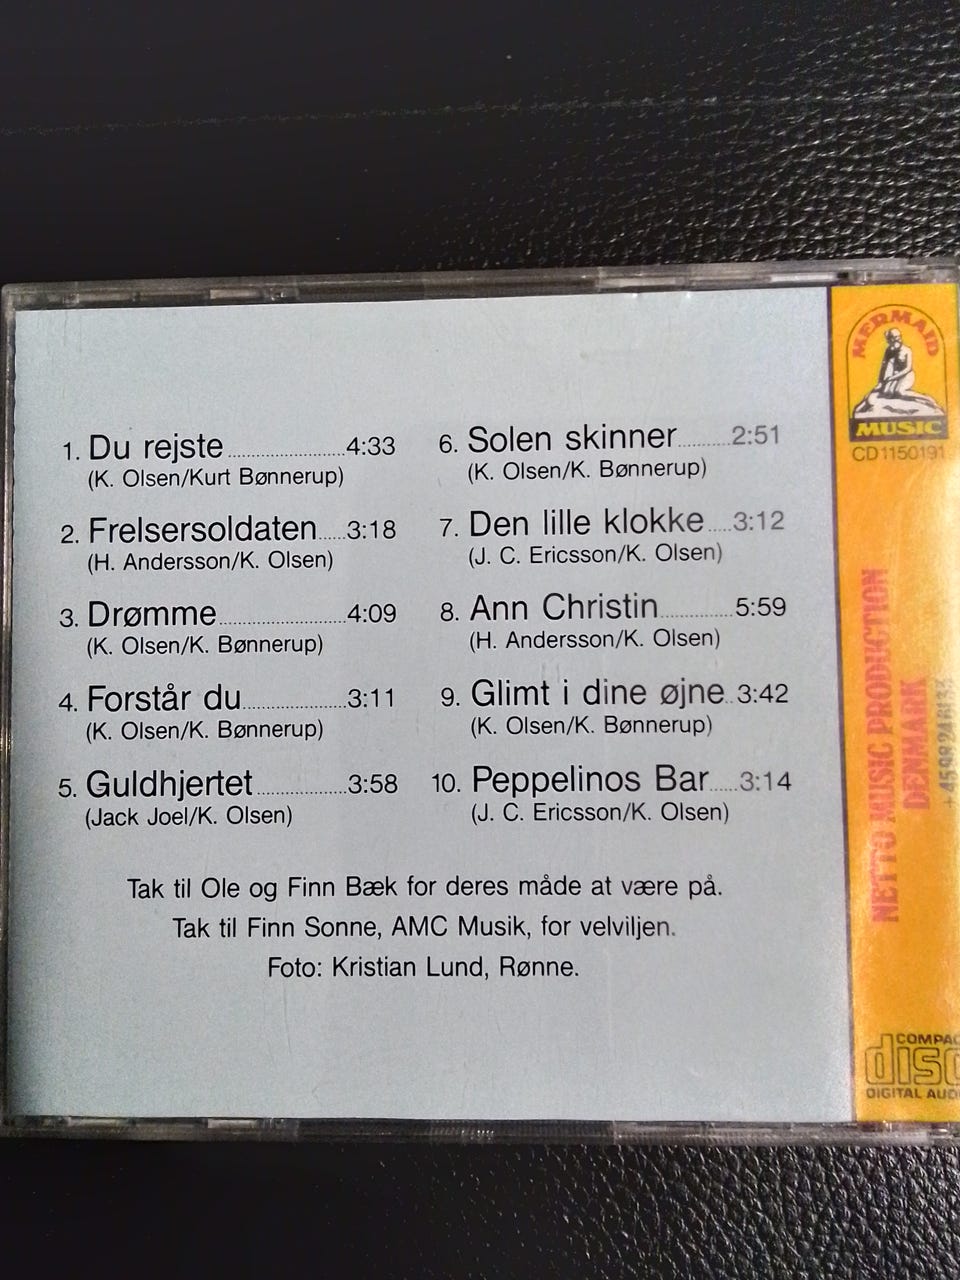 1. Du rejste.....................4:33
(K. Olsen/Kurt Bønnerup)
2. Frelsersoldaten.....3:18
(H. Andersson/K. Olsen)
3. Drømme.......................4:09
(K. Olsen/K. Bønnerup)
4. Forstår du...................3:11
(K. Olsen/K. Bønnerup)
5. Guldhjertet................3:58
(Jack Joel/K. Olsen)
6. Solen skinner.........2:51
(K. Olsen/K. Bønnerup)
7. Den lille klokke....3:12
(J. C. Ericsson/K. Olsen)
8. Ann Christin.............5:59
(H. Andersson/K. Olsen)
9. Glimt i dine øjne..3:42
(K. Olsen/K. Bønnerup)
10. Peppelinos Bar.....3:14
(J. C. Ericsson/K. Olsen)
Tak til Ole og Finn Bæk for deres måde at være på.
Tak til Finn Sonne, AMC Musik, for velviljen.
Foto: Kristian Lund, Rønne.
MERMAID
MUSIC
CD1150191
NETTO MUSIC PRODUCTION
DENMARK
COMPAC
disc
DIGITAL AUD